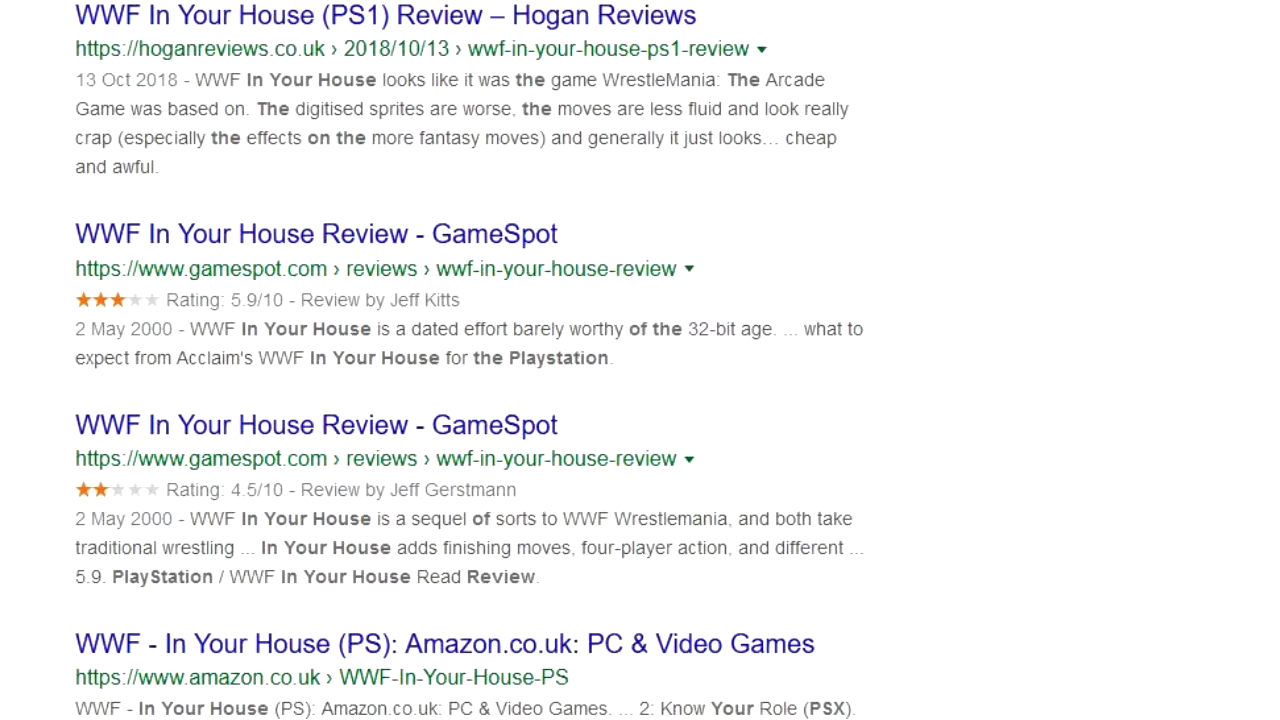 WWF In Your House (PS1) Review – Hogan Reviews
https://hoganreviews.co.uk › 2018/10/13 › wwf-in-your-house-ps1-review
13 Oct 2018 - WWF In Your House looks like it was the game WrestleMania: The Arcade
Game was based on. The digitised sprites are worse, the moves are less fluid and look really
crap (especially the effects on the more fantasy moves) and generally it just looks... cheap
and awful.
WWF In Your House Review - GameSpot
https://www.gamespot.com › reviews › wwf-in-your-house-review
Rating: 5.9/10 - Review by Jeff Kitts
2 May 2000 - WWF In Your House is a dated effort barely worthy of the 32-bit age. ... what to
expect from Acclaim's WWF In Your House for the Playstation.
WWF In Your House Review - GameSpot
https://www.gamespot.com › reviews › wwf-in-your-house-review
Rating: 4.5/10 - Review by Jeff Gerstmann
2 May 2000 - WWF In Your House is a sequel of sorts to WWF Wrestlemania, and both take
traditional wrestling ... In Your House adds finishing moves, four-player action, and different ...
5.9. PlayStation / WWF In Your House Read Review.
WWF - In Your House (PS): Amazon.co.uk: PC & Video Games
https://www.amazon.co.uk › WWF-In-Your-House-PS
WWF - In Your House (PS): Amazon.co.uk: PC & Video Games. ... 2: Know Your Role (PSX).